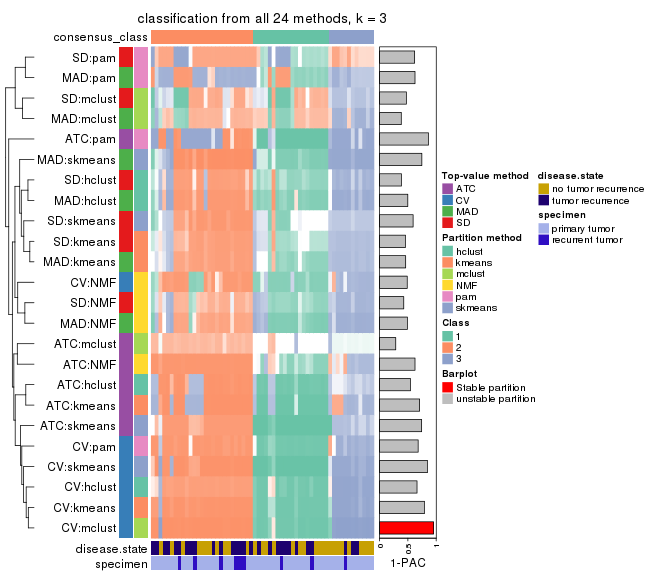 classification from all 24 methods, k = 3
consensus_class
SD:pam
MAD:pam
SD:mclust
MAD:mclust
ATC:pam
MAD:skmeans
SD:hclust
MAD:hclust
SD:skmeans
SD:kmeans
MAD:kmeans
CV:NMF
SD:NMF
MAD:NMF
ATC:mclust
ATC:NMF
ATC:hclust
ATC:kmeans
ATC:skmeans
CV:pam
CV:skmeans
CV:hclust
CV:kmeans
CV:mclust
disease.state
specimen
0
0.5
1
1-PAC
Top-value method
ATC
CV
MAD
SD
Partition method
hclust
kmeans
mclust
NMF
pam
skmeans
Class
1
2
3
Barplot
Stable partition
unstable partition
disease.state
no tumor recurrence
tumor recurrence
specimen
primary tumor
recurrent tumor